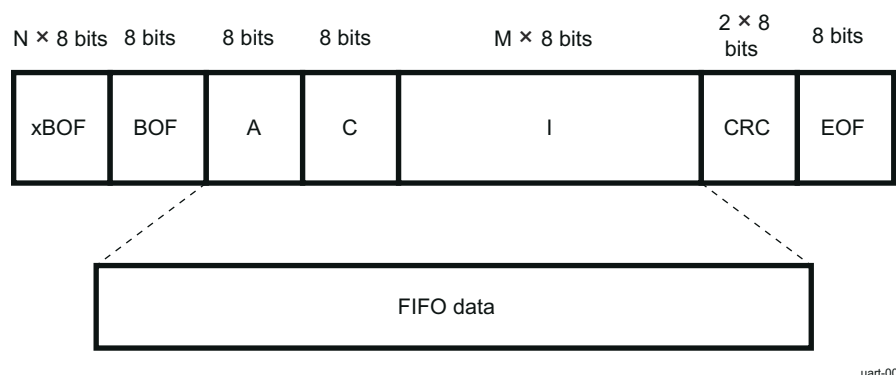 N × 8 bits 8 bits 8 bits 8 bits M × 8 bits 2 × 8 bits 8 bits
xBOF BOF A C I CRC EOF
FIFO data